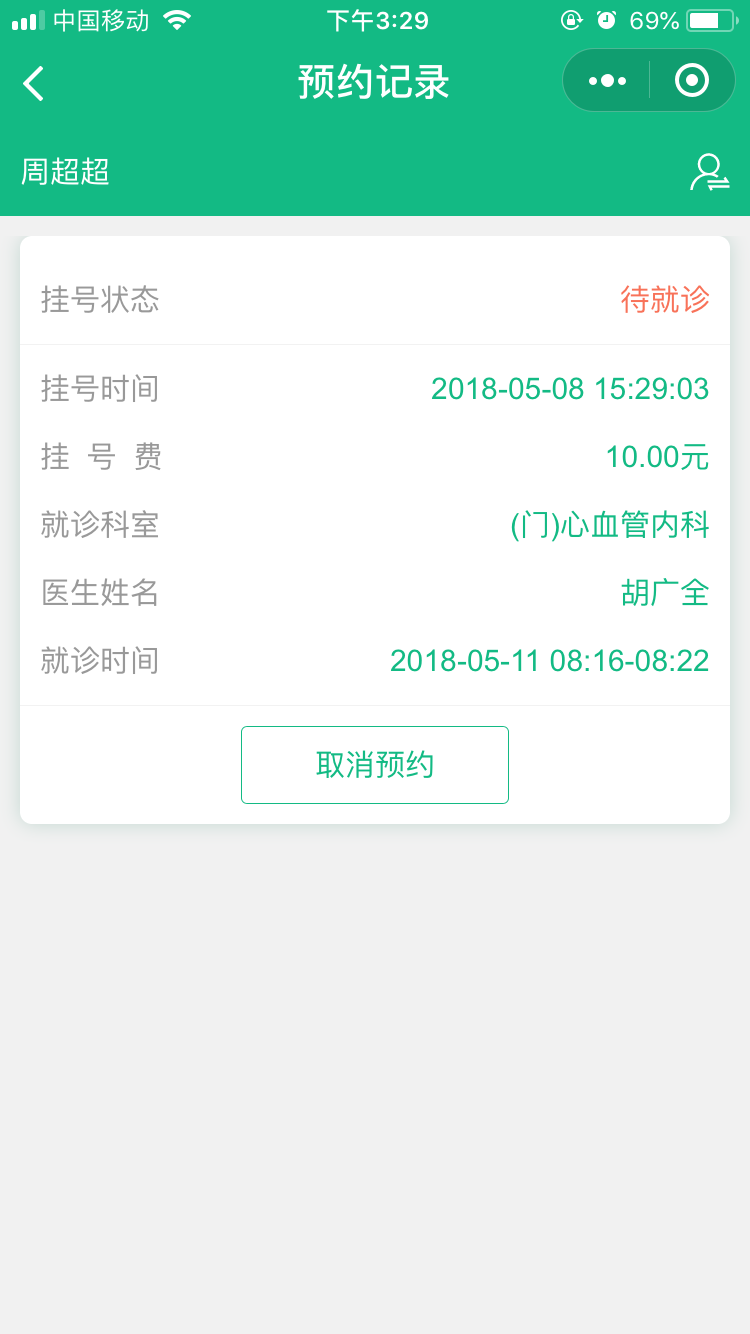 中国移动 下午3:29 69%
预约记录
周超超
挂号状态 待就诊
挂号时间 2018-05-08 15:29:03
挂 号 费 10.00元
就诊科室 (门)心血管内科
医生姓名 胡广全
就诊时间 2018-05-11 08:16-08:22
取消预约